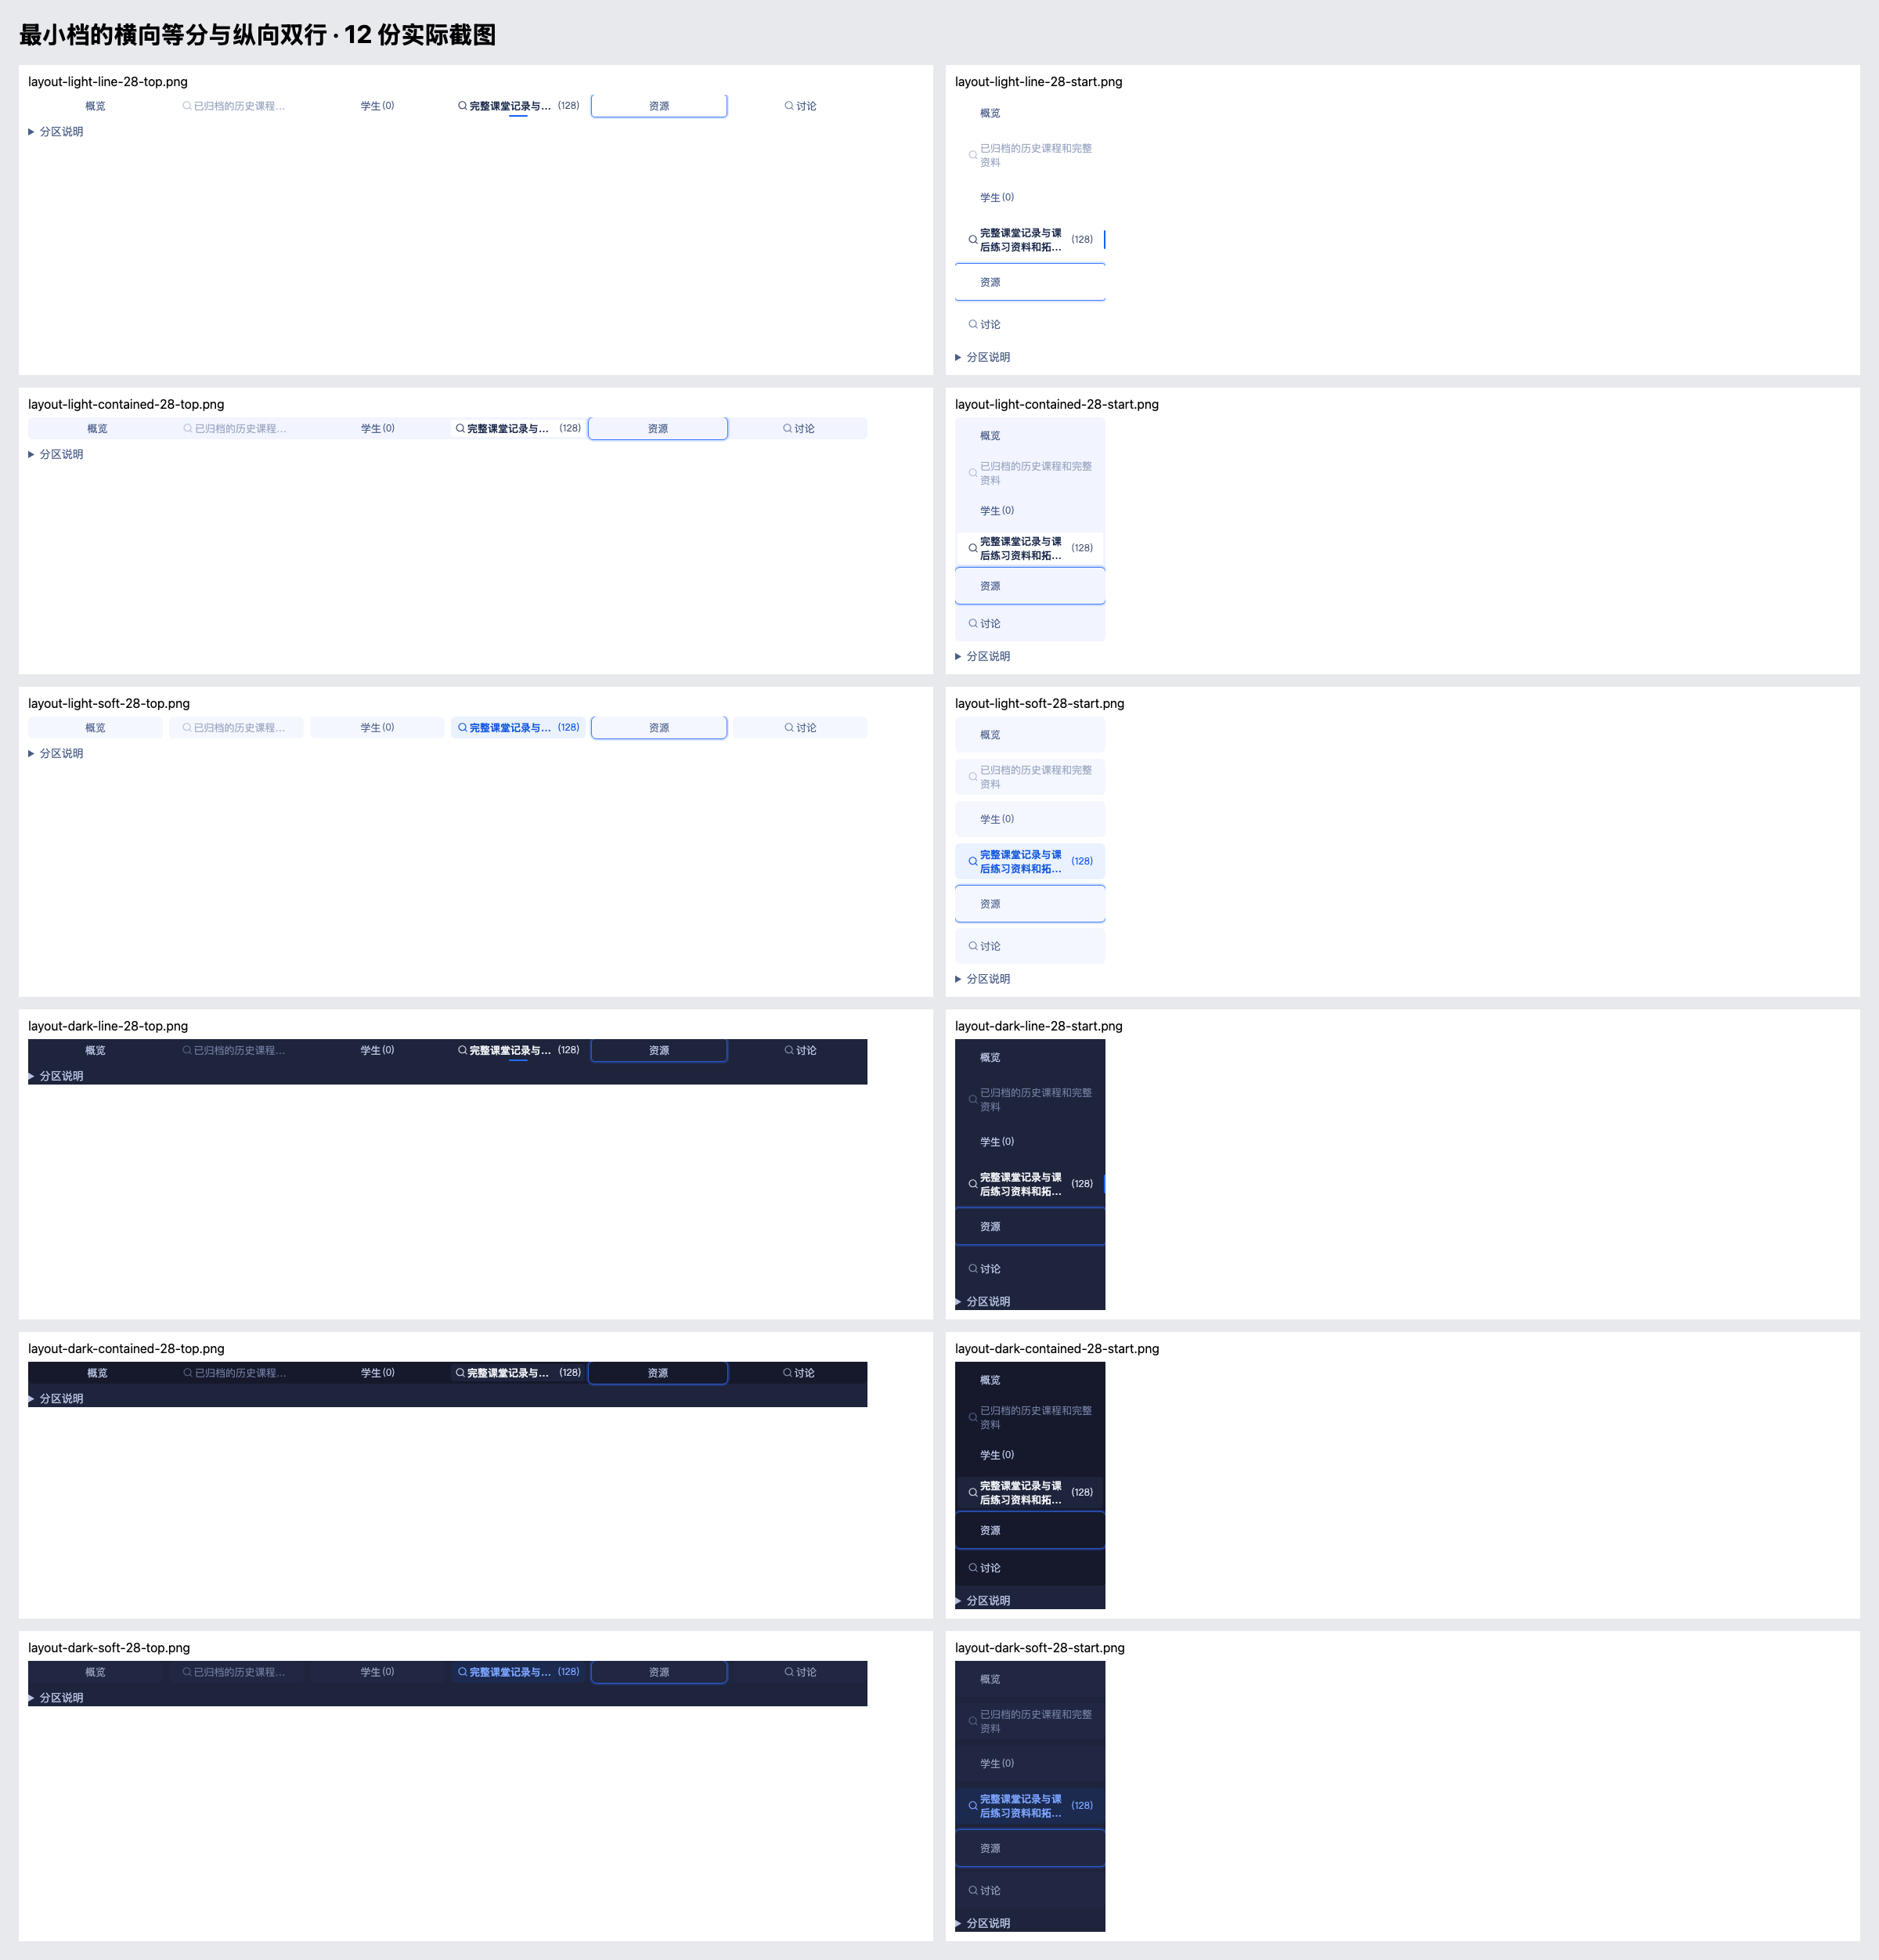 最小档的横向等分与纵向双行 · 12 份实际截图
layout-light-line-28-top.png
概览 已归档的历史课程... 学生(0) 完整课堂记录与... (128) 资源 讨论
▶ 分区说明
layout-light-line-28-start.png
概览
已归档的历史课程和完整
资料
学生(0)
完整课堂记录与课
后练习资料和拓...
(128)
资源
讨论
▶ 分区说明
layout-light-contained-28-top.png
概览 已归档的历史课程... 学生(0) 完整课堂记录与... (128) 资源 讨论
▶ 分区说明
layout-light-contained-28-start.png
概览
已归档的历史课程和完整
资料
学生(0)
完整课堂记录与课
后练习资料和拓...
(128)
资源
讨论
▶ 分区说明
layout-light-soft-28-top.png
概览 已归档的历史课程... 学生(0) 完整课堂记录与... (128) 资源 讨论
▶ 分区说明
layout-light-soft-28-start.png
概览
已归档的历史课程和完整
资料
学生(0)
完整课堂记录与课
后练习资料和拓...
(128)
资源
讨论
▶ 分区说明
layout-dark-line-28-top.png
概览 已归档的历史课程... 学生(0) 完整课堂记录与... (128) 资源 讨论
▶ 分区说明
layout-dark-line-28-start.png
概览
已归档的历史课程和完整
资料
学生(0)
完整课堂记录与课
后练习资料和拓...
(128)
资源
讨论
▶ 分区说明
layout-dark-contained-28-top.png
概览 已归档的历史课程... 学生(0) 完整课堂记录与... (128) 资源 讨论
▶ 分区说明
layout-dark-contained-28-start.png
概览
已归档的历史课程和完整
资料
学生(0)
完整课堂记录与课
后练习资料和拓...
(128)
资源
讨论
▶ 分区说明
layout-dark-soft-28-top.png
概览 已归档的历史课程... 学生(0) 完整课堂记录与... (128) 资源 讨论
▶ 分区说明
layout-dark-soft-28-start.png
概览
已归档的历史课程和完整
资料
学生(0)
完整课堂记录与课
后练习资料和拓...
(128)
资源
讨论
▶ 分区说明